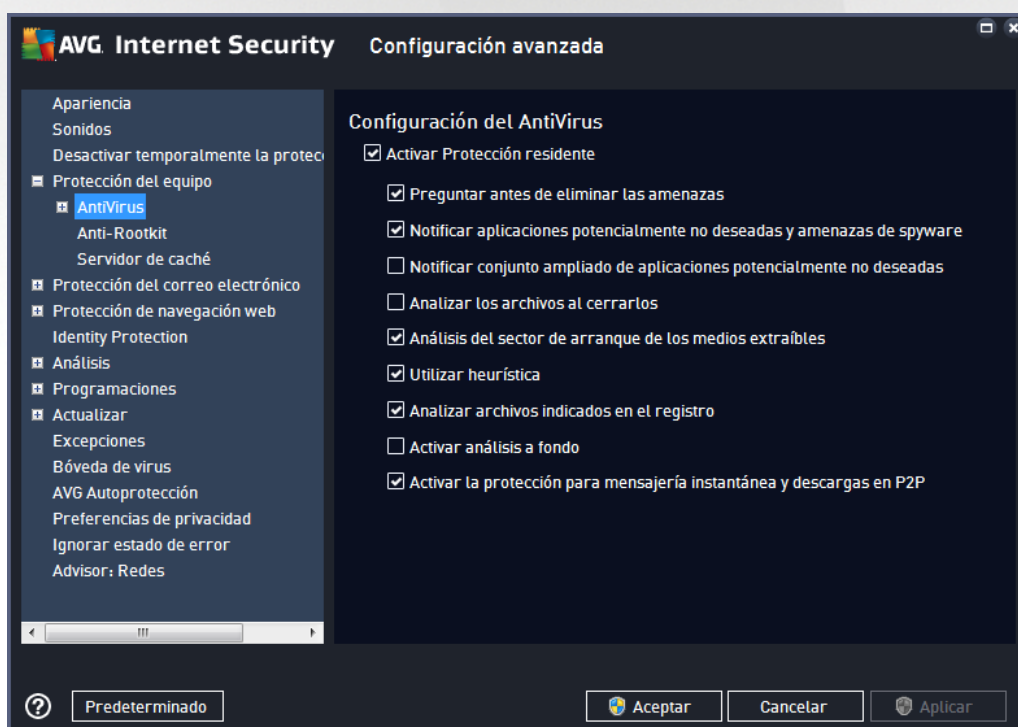 AVG. Internet Security Configuración avanzada
Apariencia
Sonidos
Desactivar temporalmente la protec
Protección del equipo
AntiVirus
Anti-Rootkit
Servidor de caché
Protección del correo electrónico
Protección de navegación web
Identity Protection
Análisis
Programaciones
Actualizar
Excepciones
Bóveda de virus
AVG Autoprotección
Preferencias de privacidad
Ignorar estado de error
Advisor: Redes
Configuración del AntiVirus
Activar Protección residente
Preguntar antes de eliminar las amenazas
Notificar aplicaciones potencialmente no deseadas y amenazas de spyware
Notificar conjunto ampliado de aplicaciones potencialmente no deseadas
Analizar los archivos al cerrarlos
Análisis del sector de arranque de los medios extraíbles
Utilizar heurística
Analizar archivos indicados en el registro
Activar análisis a fondo
Activar la protección para mensajería instantánea y descargas en P2P
? Predeterminado Aceptar Cancelar Aplicar